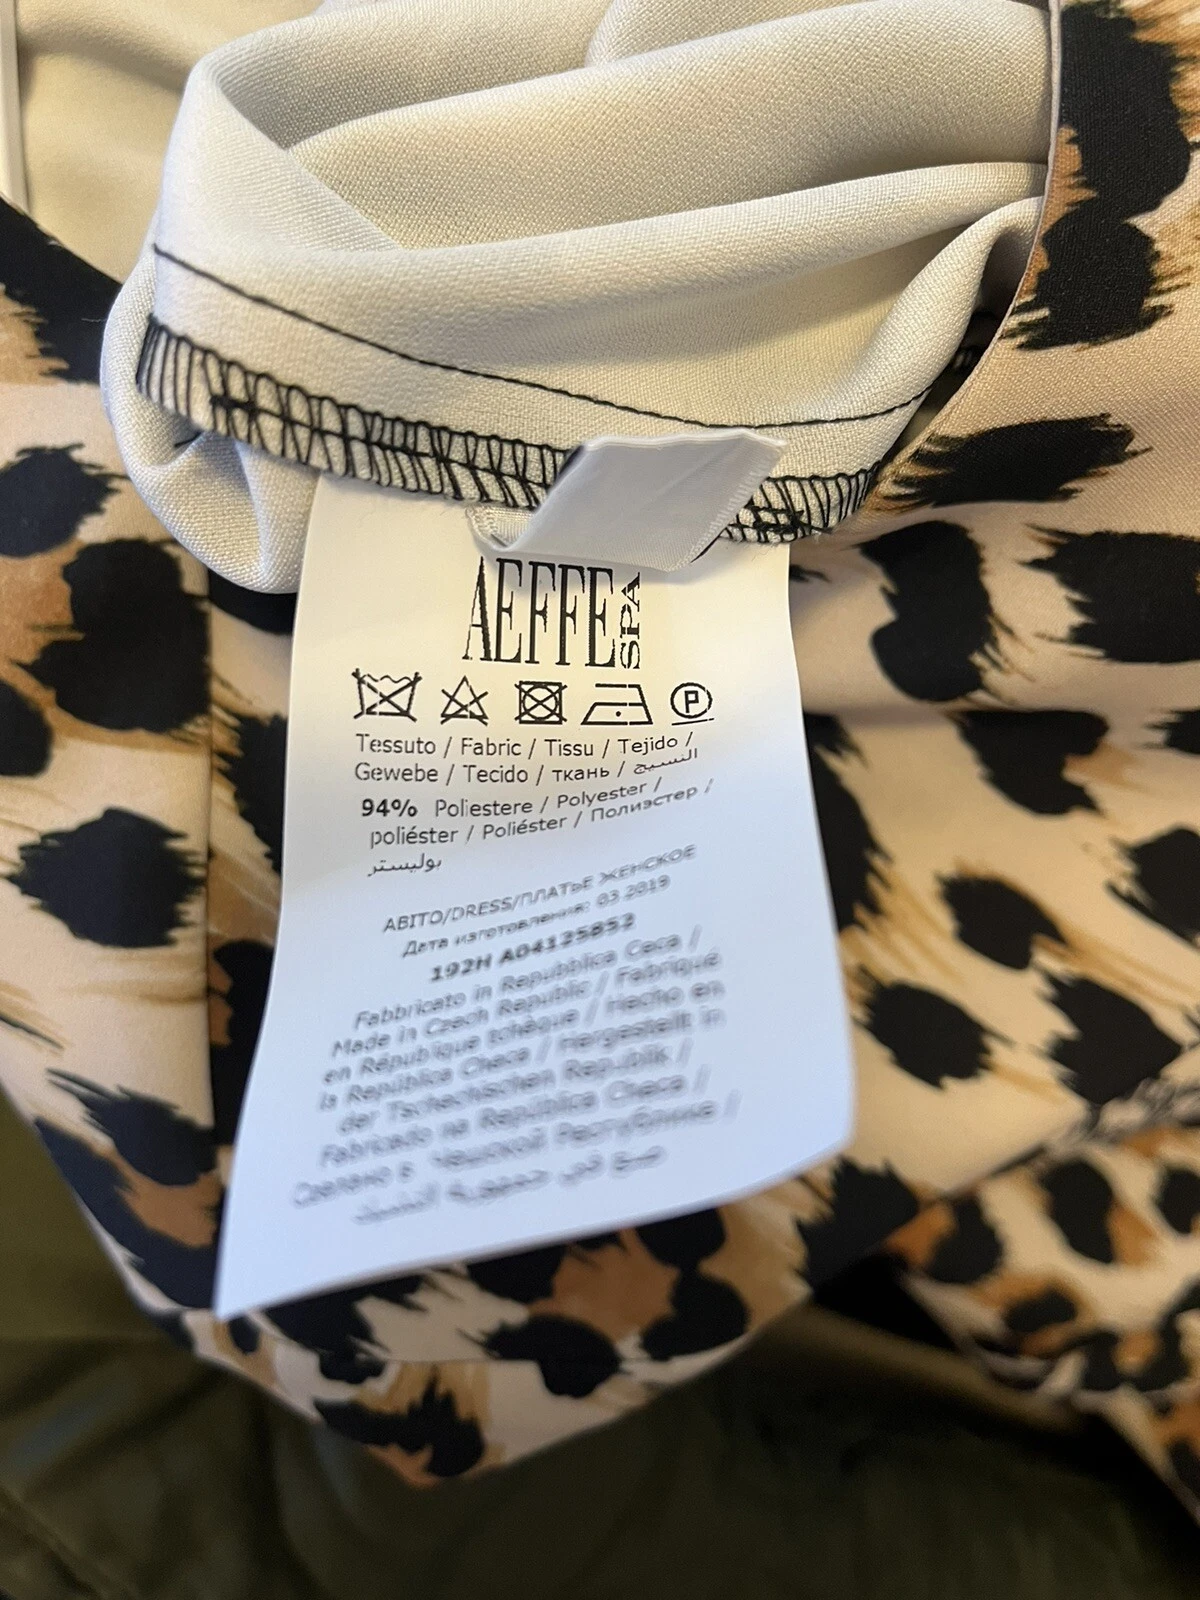 AEFFE SPA
P
Tessuto / Fabric / Tissu / Tejido /
Gewebe / Tecido / ткань / النسيج
94% Poliestere / Polyester /
poliéster / Poliéster / Полиэстер /
بوليستر
ABITO/DRESS/ПЛАТЬЕ ЖЕНСКОЕ
Дата изготовления: 03 2019
192H A04125852
Fabbricato in Repubblica Ceca /
Made in Czech Republic / Fabriqué
en République tchèque / Hecho en
la República Checa / Hergestellt in
der Tschechischen Republik /
Fabricado na República Checa /
Сделано в Чешской Республике /
صنع في جمهورية التشيك